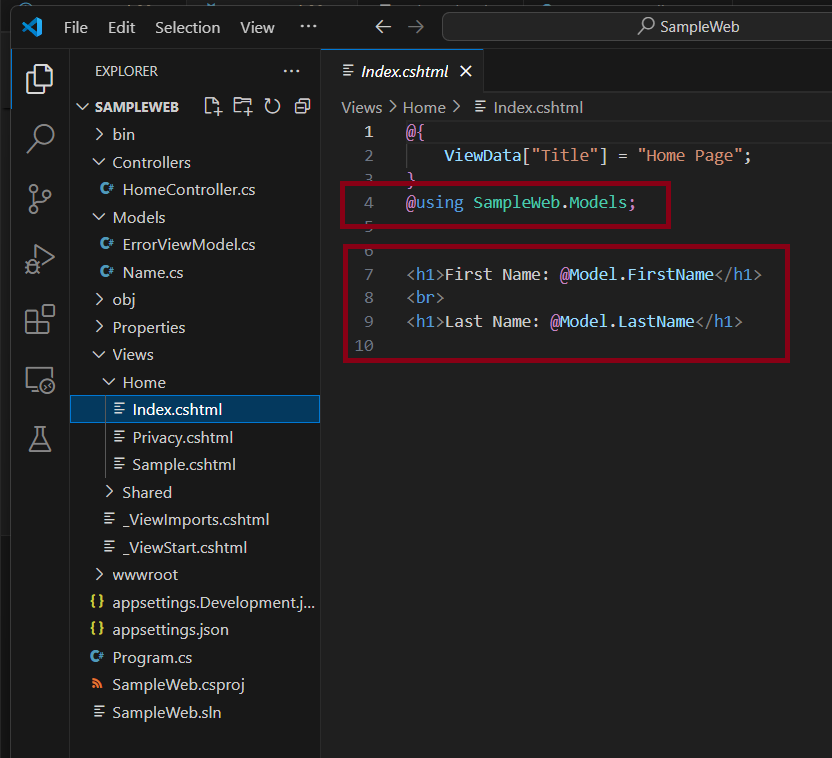 File Edit Selection View ···
SampleWeb
EXPLORER ···
SAMPLEWEB
bin
Controllers
C# HomeController.cs
Models
C# ErrorViewModel.cs
C# Name.cs
obj
Properties
Views
Home
Index.cshtml
Privacy.cshtml
Sample.cshtml
Shared
_ViewImports.cshtml
_ViewStart.cshtml
wwwroot
{} appsettings.Development.j...
{} appsettings.json
C# Program.cs
SampleWeb.csproj
SampleWeb.sln
Index.cshtml
Views > Home > Index.cshtml
1 @{
2 ViewData["Title"] = "Home Page";
3 }
4 @using SampleWeb.Models;
5
6
7 <h1>First Name: @Model.FirstName</h1>
8 <br>
9 <h1>Last Name: @Model.LastName</h1>
10